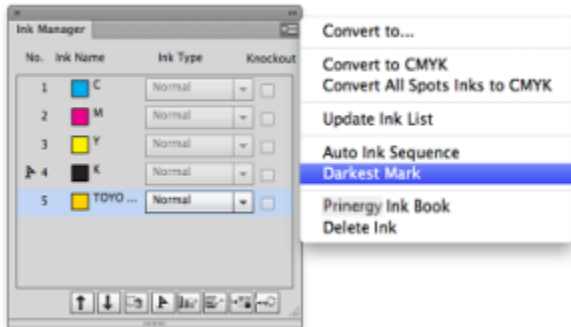 Ink Manager
No. Ink Name Ink Type Knockout
1 C Normal
2 M Normal
3 Y Normal
4 K Normal
5 TOYO ... Normal
Convert to...
Convert to CMYK
Convert All Spots Inks to CMYK
Update Ink List
Auto Ink Sequence
Darkest Mark
Prinergy Ink Book
Delete Ink